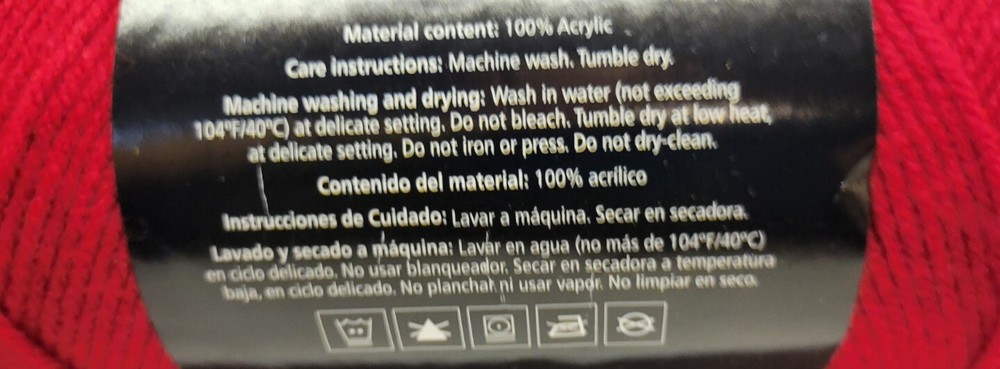 Material content: 100% Acrylic
Care instructions: Machine wash. Tumble dry.
Machine washing and drying: Wash in water (not exceeding
104°F/40°C) at delicate setting. Do not bleach. Tumble dry at low heat,
at delicate setting. Do not iron or press. Do not dry-clean.
Contenido del material: 100% acrílico
Instrucciones de Cuidado: Lavar a máquina. Secar en secadora.
Lavado y secado a máquina: Lavar en agua (no más de 104°F/40°C)
en ciclo delicado. No usar blanqueador. Secar en secadora a temperatura
baja, en ciclo delicado. No planchar ni usar vapor. No limpiar en seco.